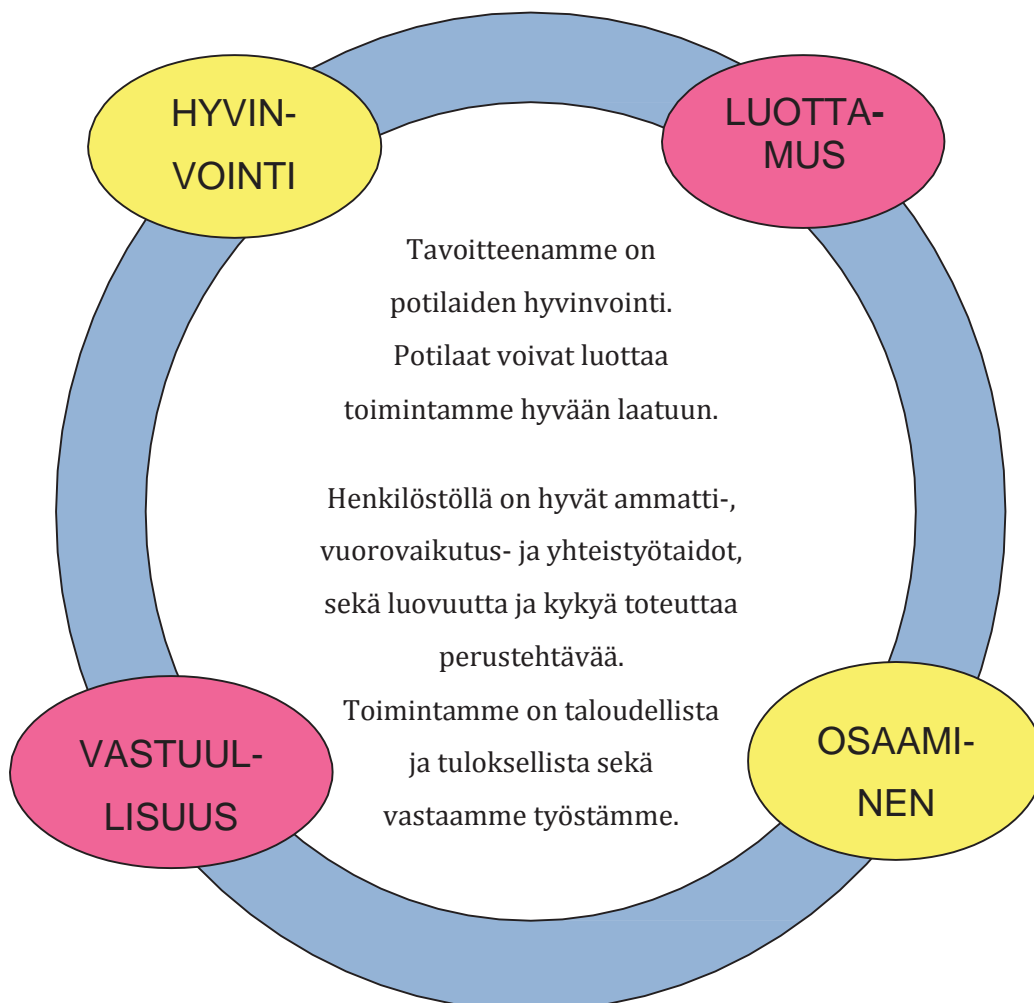 HYVIN-
VOINTI
LUOTTA-
MUS
Tavoitteenamme on
potilaiden hyvinvointi.
Potilaat voivat luottaa
toimintamme hyvään laatuun.
Henkilöstöllä on hyvät ammatti-,
vuorovaikutus- ja yhteistyötaidot,
sekä luovuutta ja kykyä toteuttaa
perustehtävää.
Toimintamme on taloudellista
ja tuloksellista sekä
vastaamme työstämme.
VASTUUL-
LISUUS
OSAAMI-
NEN